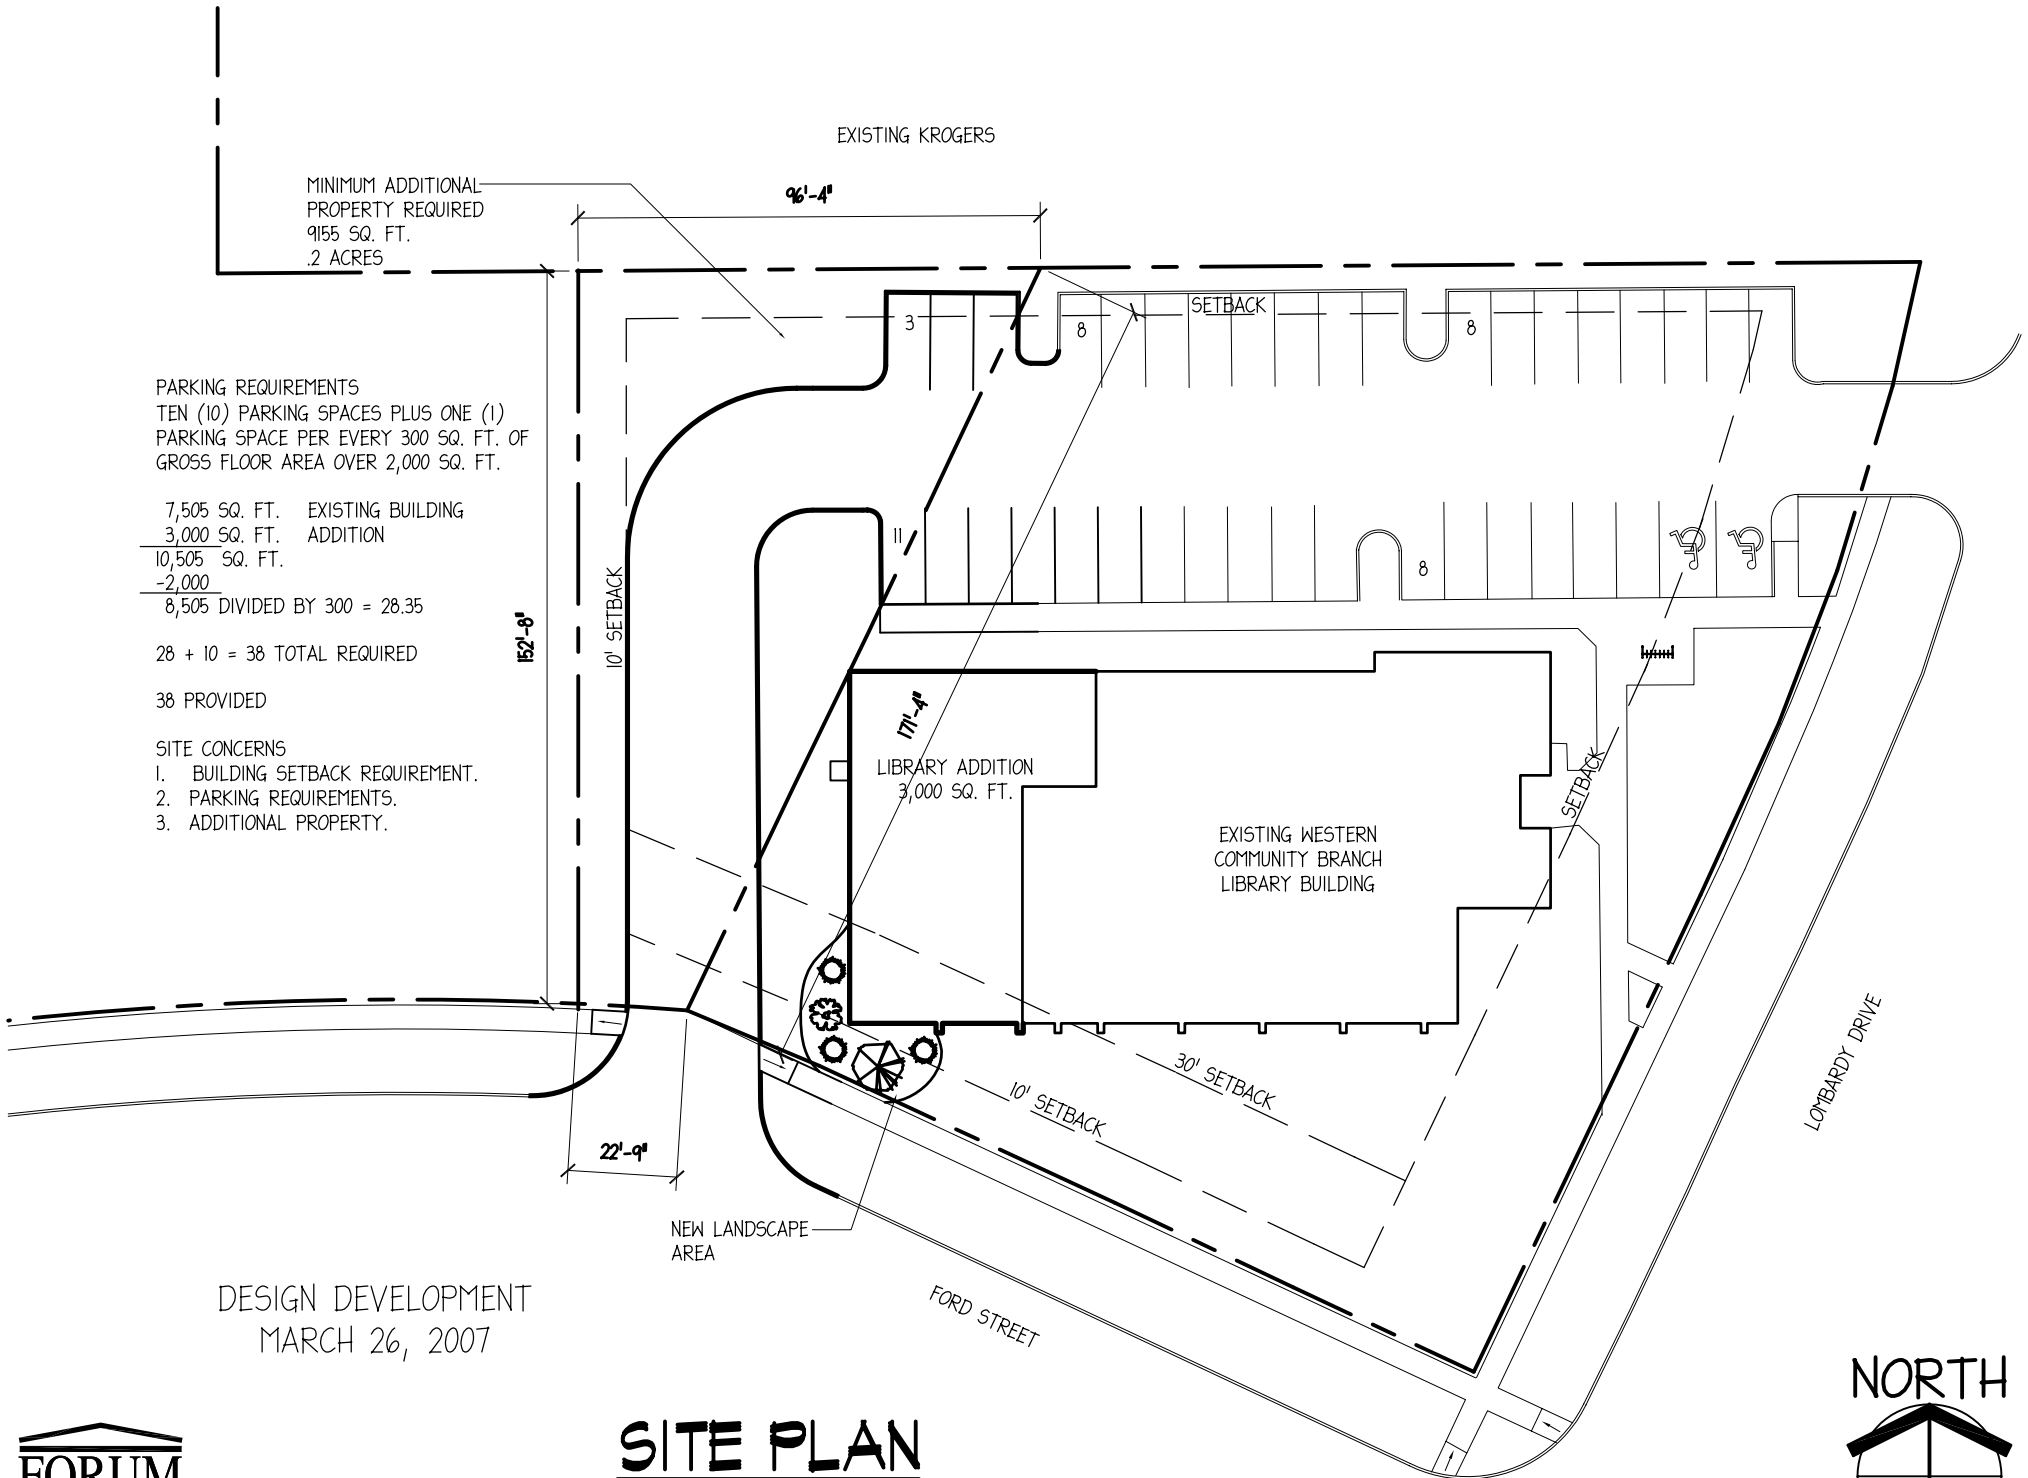 EXISTING KROGERS
MINIMUM ADDITIONAL
PROPERTY REQUIRED
9155 SQ. FT.
.2 ACRES
96'-4"
SETBACK
3
8
8
PARKING REQUIREMENTS
TEN (10) PARKING SPACES PLUS ONE (1)
PARKING SPACE PER EVERY 300 SQ. FT. OF
GROSS FLOOR AREA OVER 2,000 SQ. FT.
7,505 SQ. FT. EXISTING BUILDING
3,000 SQ. FT. ADDITION
10,505 SQ. FT.
-2,000
8,505 DIVIDED BY 300 = 28.35
28 + 10 = 38 TOTAL REQUIRED
38 PROVIDED
SITE CONCERNS
1. BUILDING SETBACK REQUIREMENT.
2. PARKING REQUIREMENTS.
3. ADDITIONAL PROPERTY.
152'-8"
10' SETBACK
11
8
171'-4"
LIBRARY ADDITION
3,000 SQ. FT.
EXISTING WESTERN
COMMUNITY BRANCH
LIBRARY BUILDING
SETBACK
30' SETBACK
10' SETBACK
LOMBARDY DRIVE
22'-9"
NEW LANDSCAPE
AREA
FORD STREET
DESIGN DEVELOPMENT
MARCH 26, 2007
FORUM
SITE PLAN
NORTH